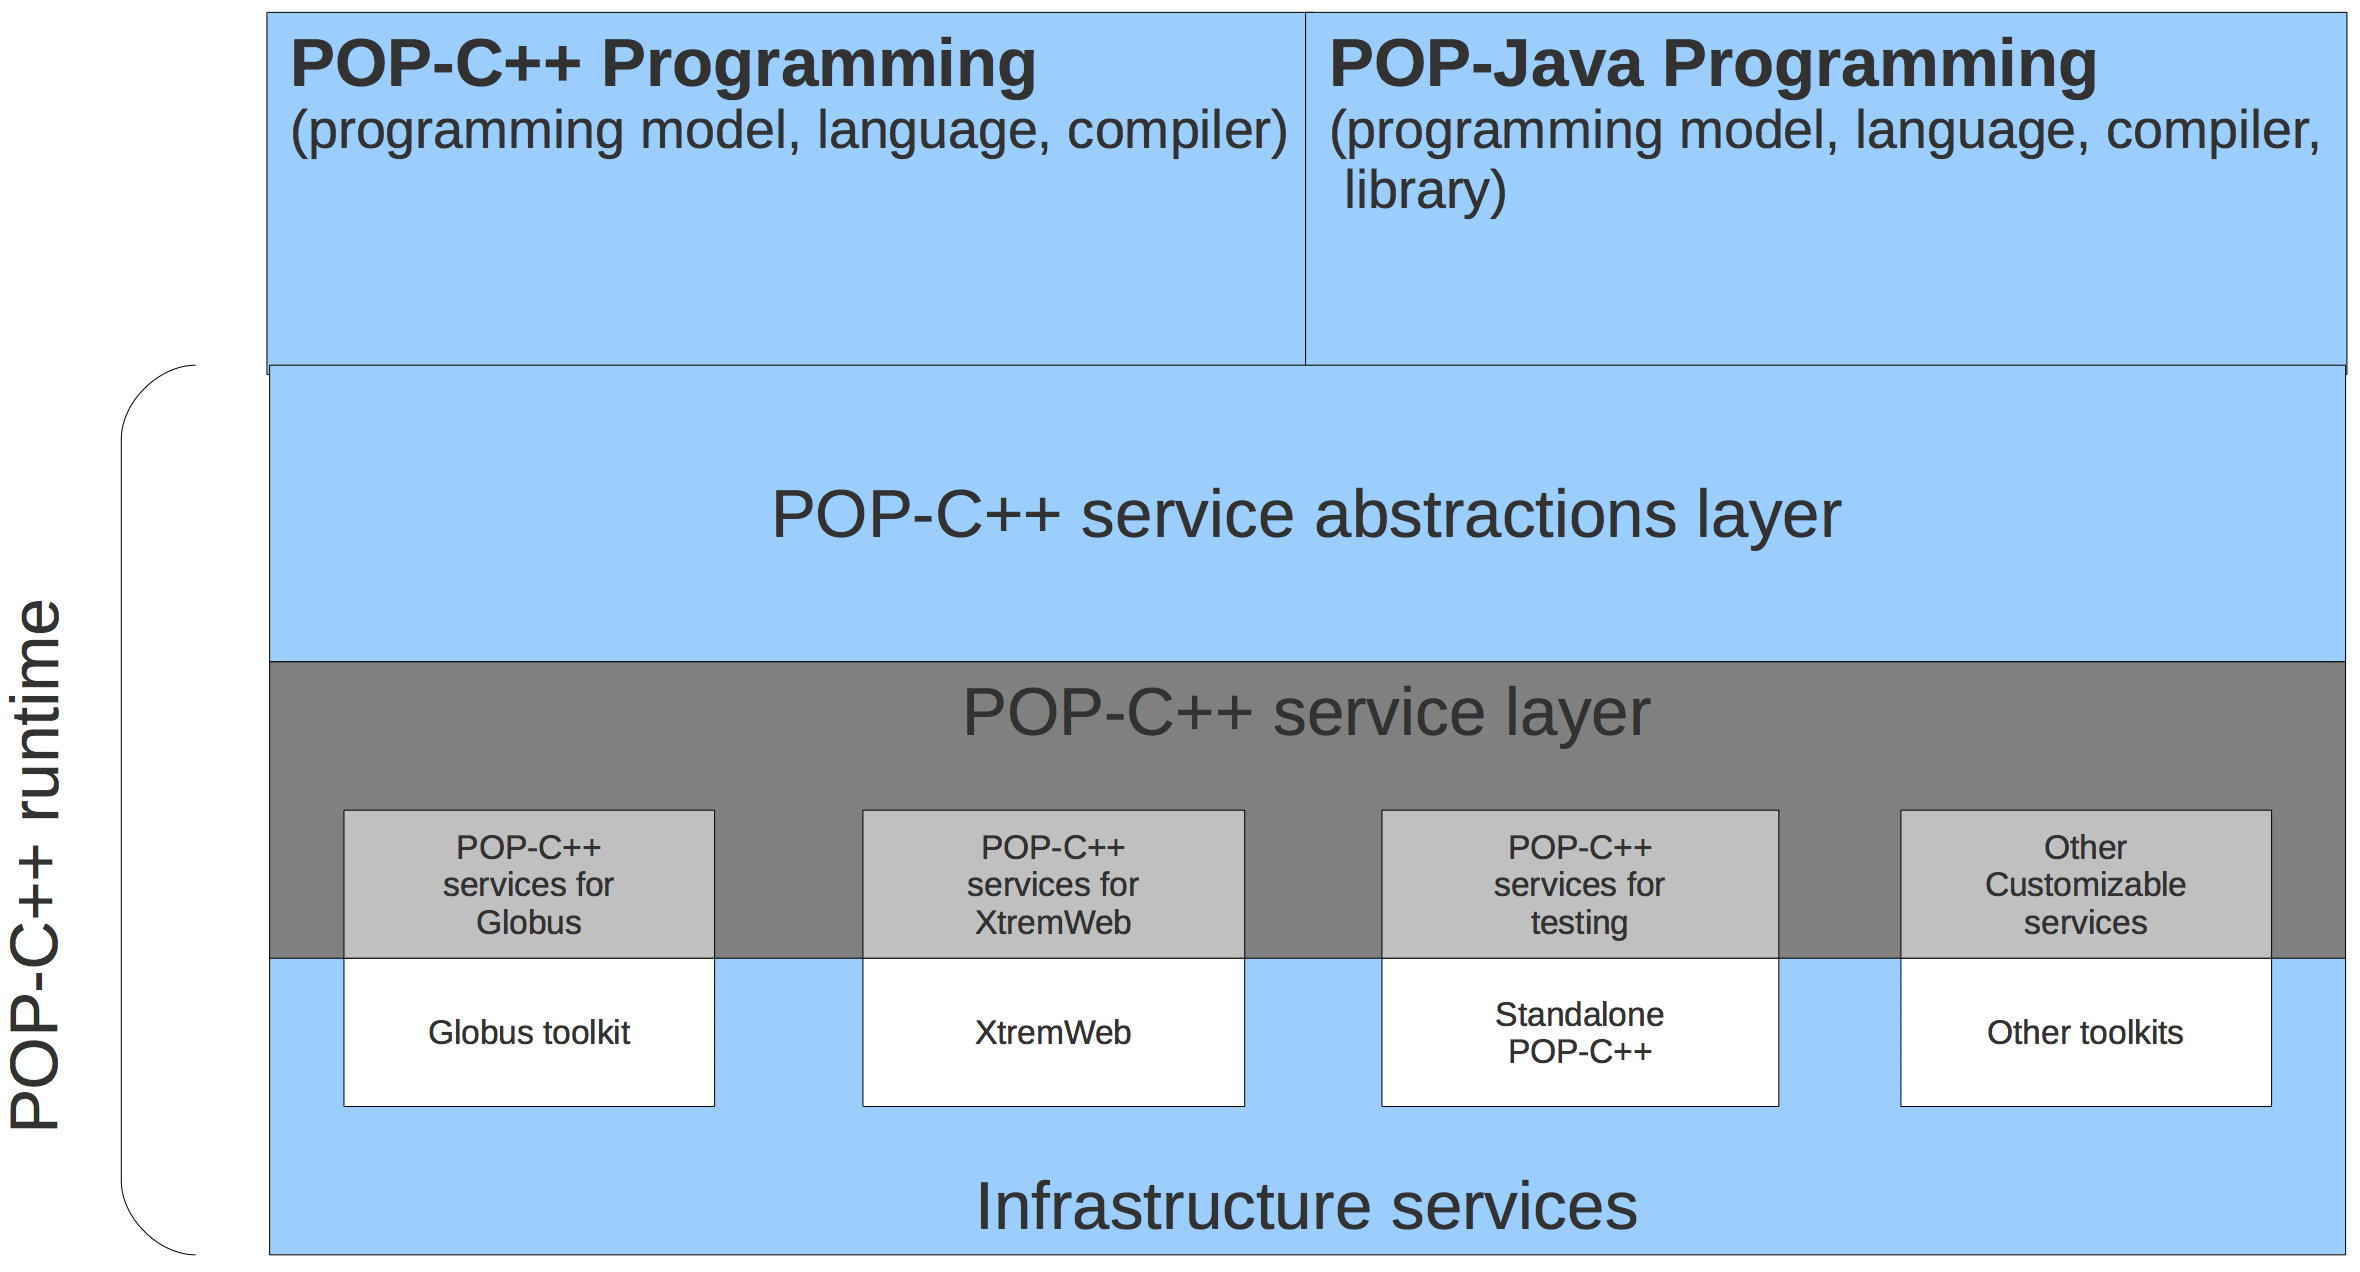 POP-C++ Programming
(programming model, language, compiler)
POP-Java Programming
(programming model, language, compiler,
library)
POP-C++ runtime
POP-C++ service abstractions layer
POP-C++ service layer
POP-C++
services for
Globus
POP-C++
services for
XtremWeb
POP-C++
services for
testing
Other
Customizable
services
Globus toolkit
XtremWeb
Standalone
POP-C++
Other toolkits
Infrastructure services